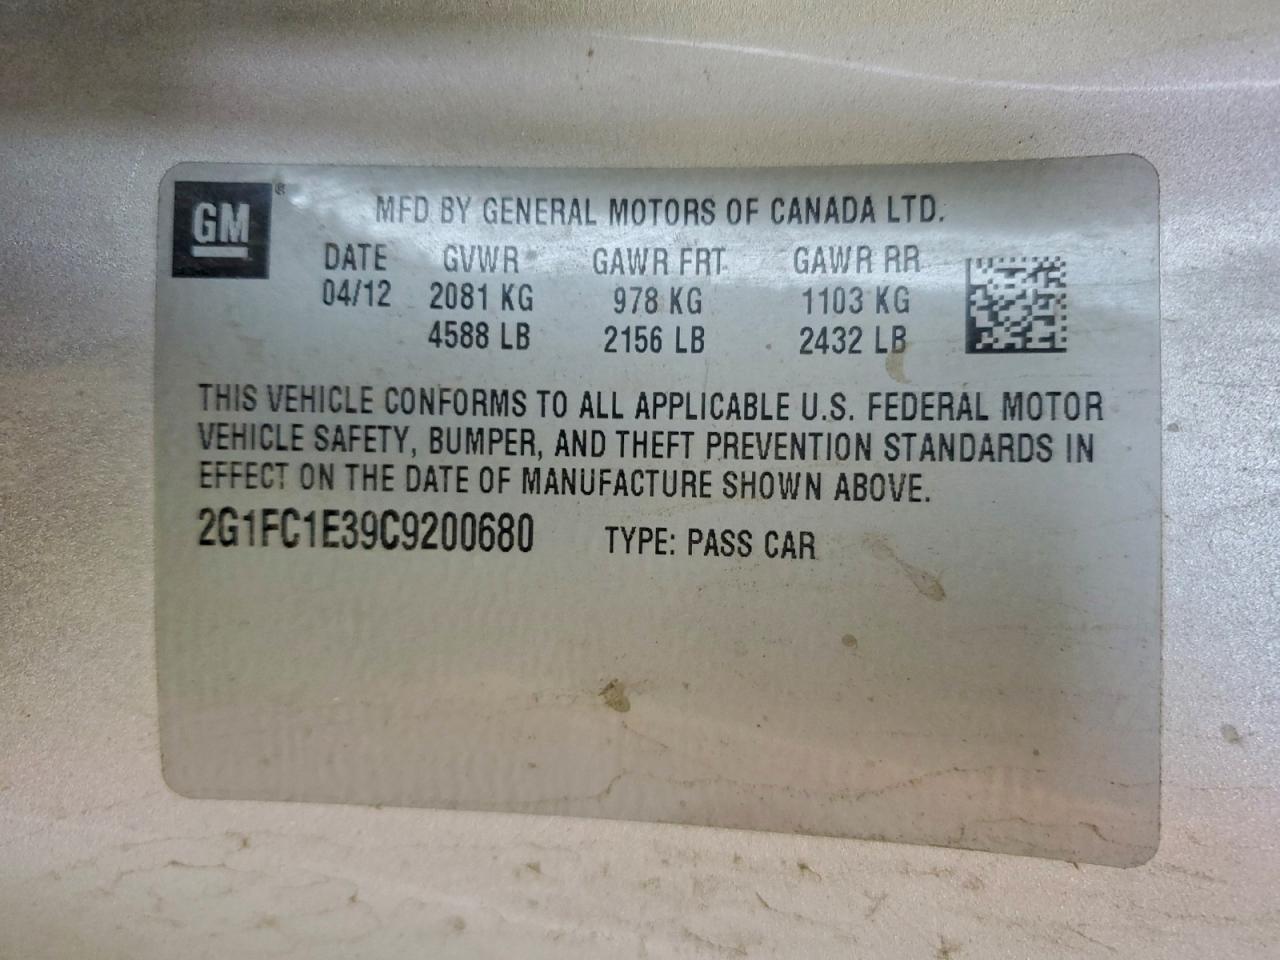 GM ®
MFD BY GENERAL MOTORS OF CANADA LTD.
DATE GVWR GAWR FRT GAWR RR
04/12 2081 KG 978 KG 1103 KG
4588 LB 2156 LB 2432 LB
THIS VEHICLE CONFORMS TO ALL APPLICABLE U.S. FEDERAL MOTOR
VEHICLE SAFETY, BUMPER, AND THEFT PREVENTION STANDARDS IN
EFFECT ON THE DATE OF MANUFACTURE SHOWN ABOVE.
2G1FC1E39C9200680 TYPE: PASS CAR